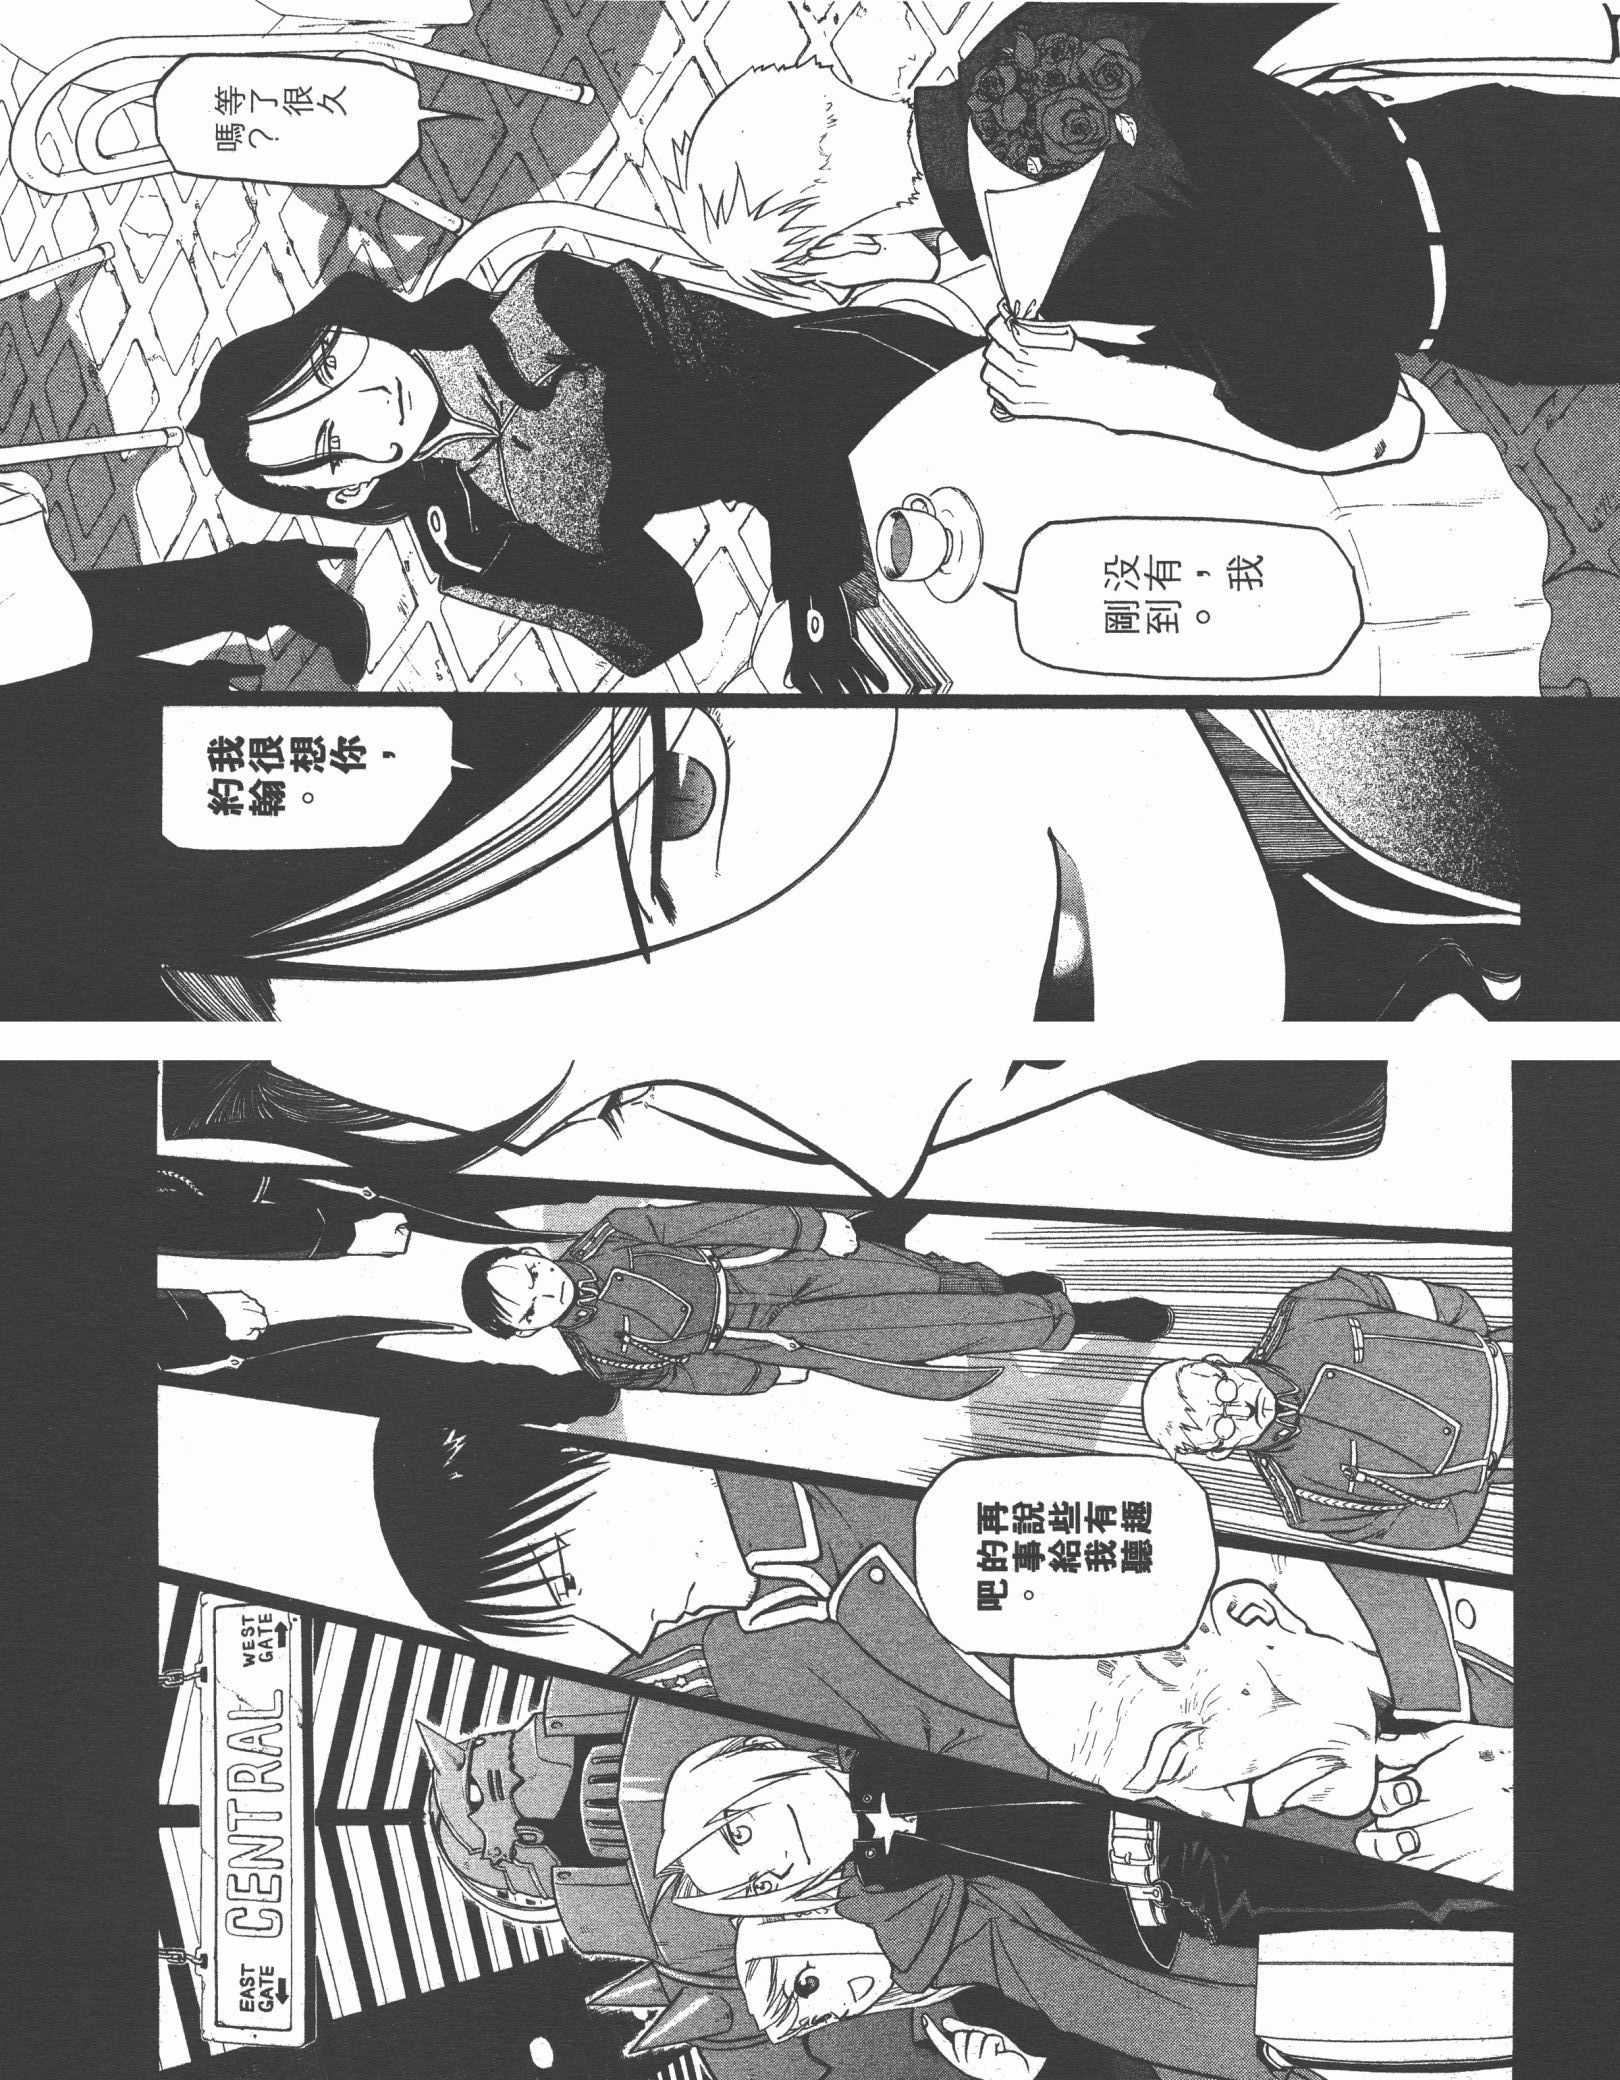 等了很久
嗎？
没有，我
剛到。
我很想你，
約翰。
再說些有趣
的事給我聽
吧。
EAST
GATE
CENTRAL
WEST
GATE